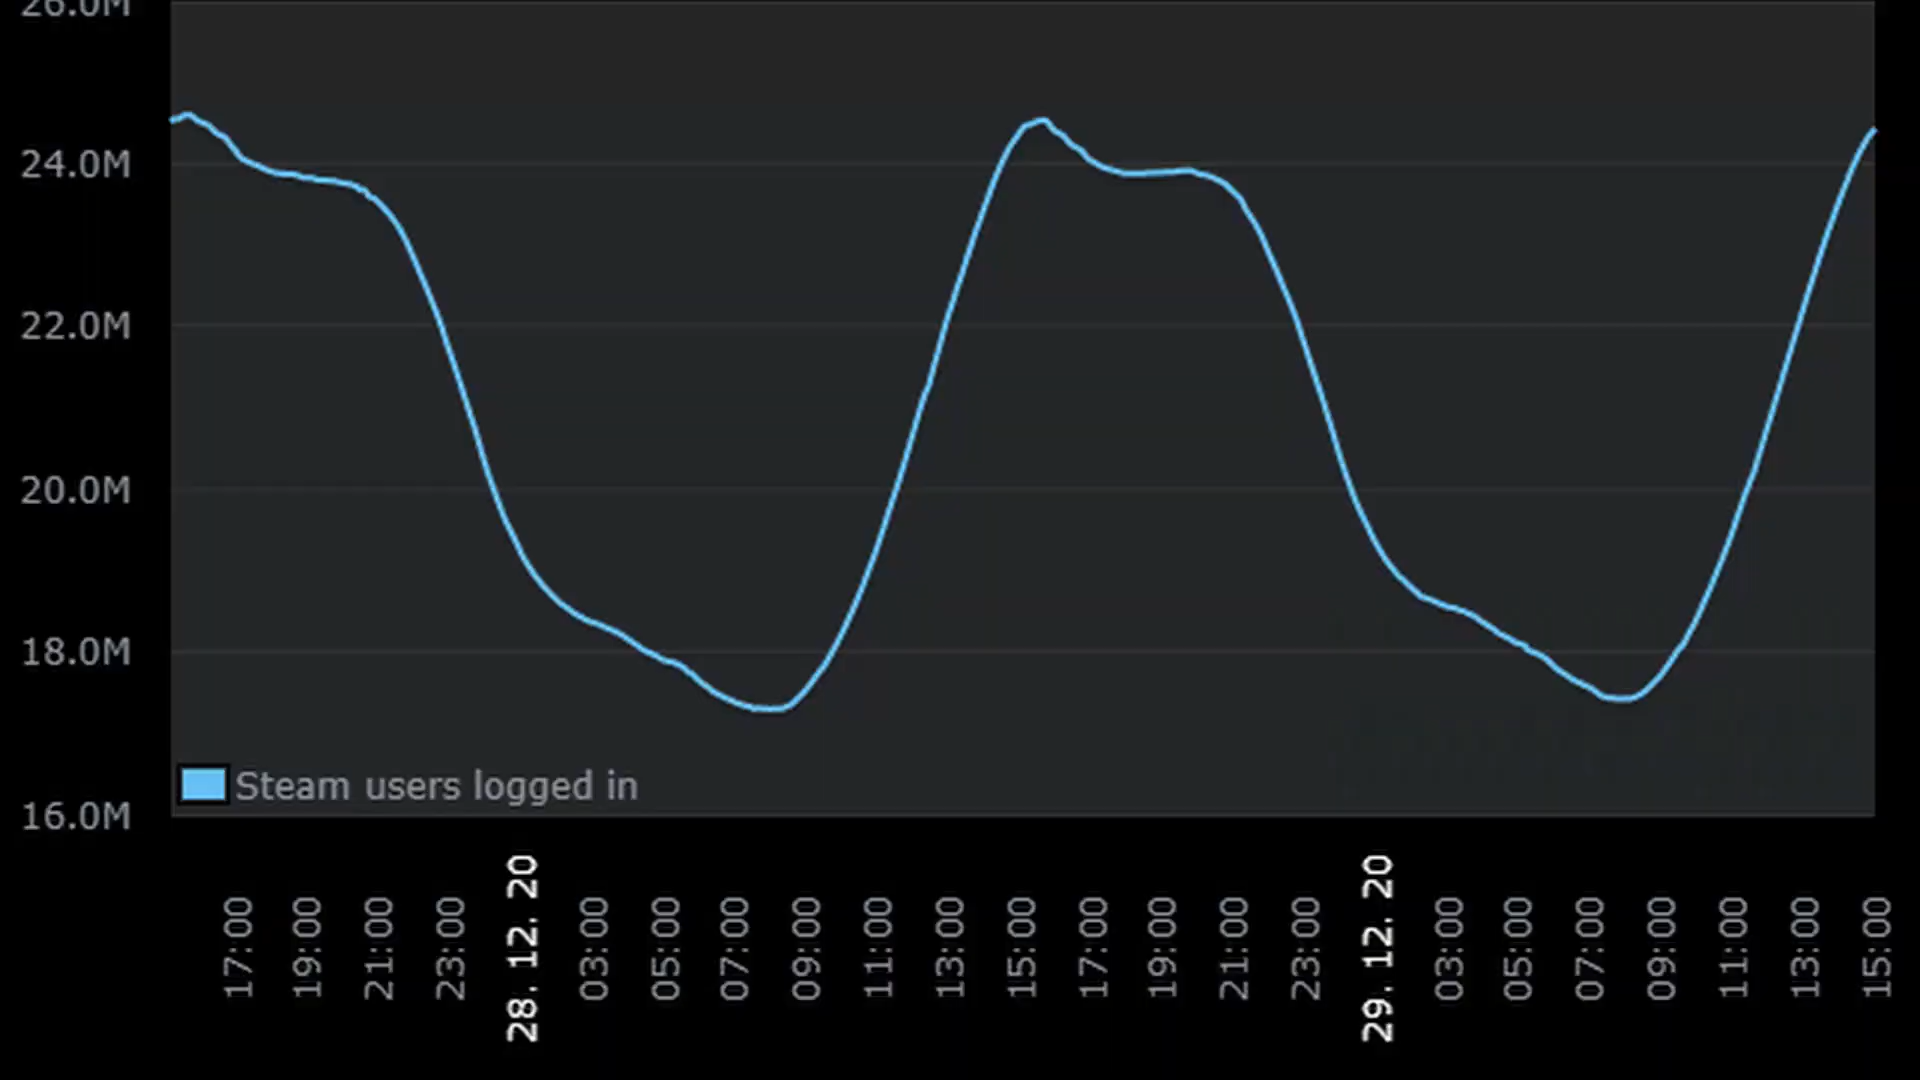 26.0M
24.0M
22.0M
20.0M
18.0M
16.0M
Steam users logged in
17:00
19:00
21:00
23:00
28. 12. 20
03:00
05:00
07:00
09:00
11:00
13:00
15:00
17:00
19:00
21:00
23:00
29. 12. 20
03:00
05:00
07:00
09:00
11:00
13:00
15:00